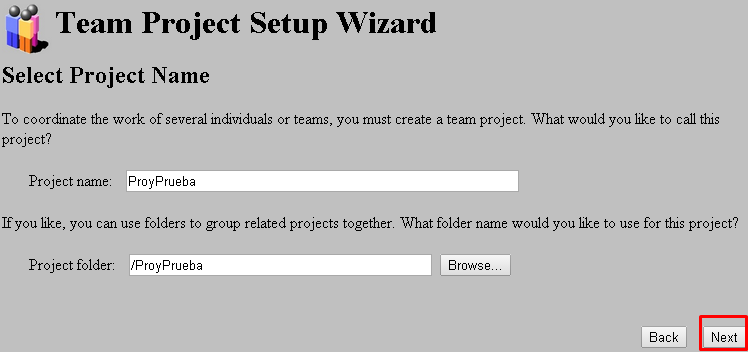 Team Project Setup Wizard
Select Project Name
To coordinate the work of several individuals or teams, you must create a team project. What would you like to call this
project?
Project name: ProyPrueba
If you like, you can use folders to group related projects together. What folder name would you like to use for this project?
Project folder: /ProyPrueba Browse...
Back Next